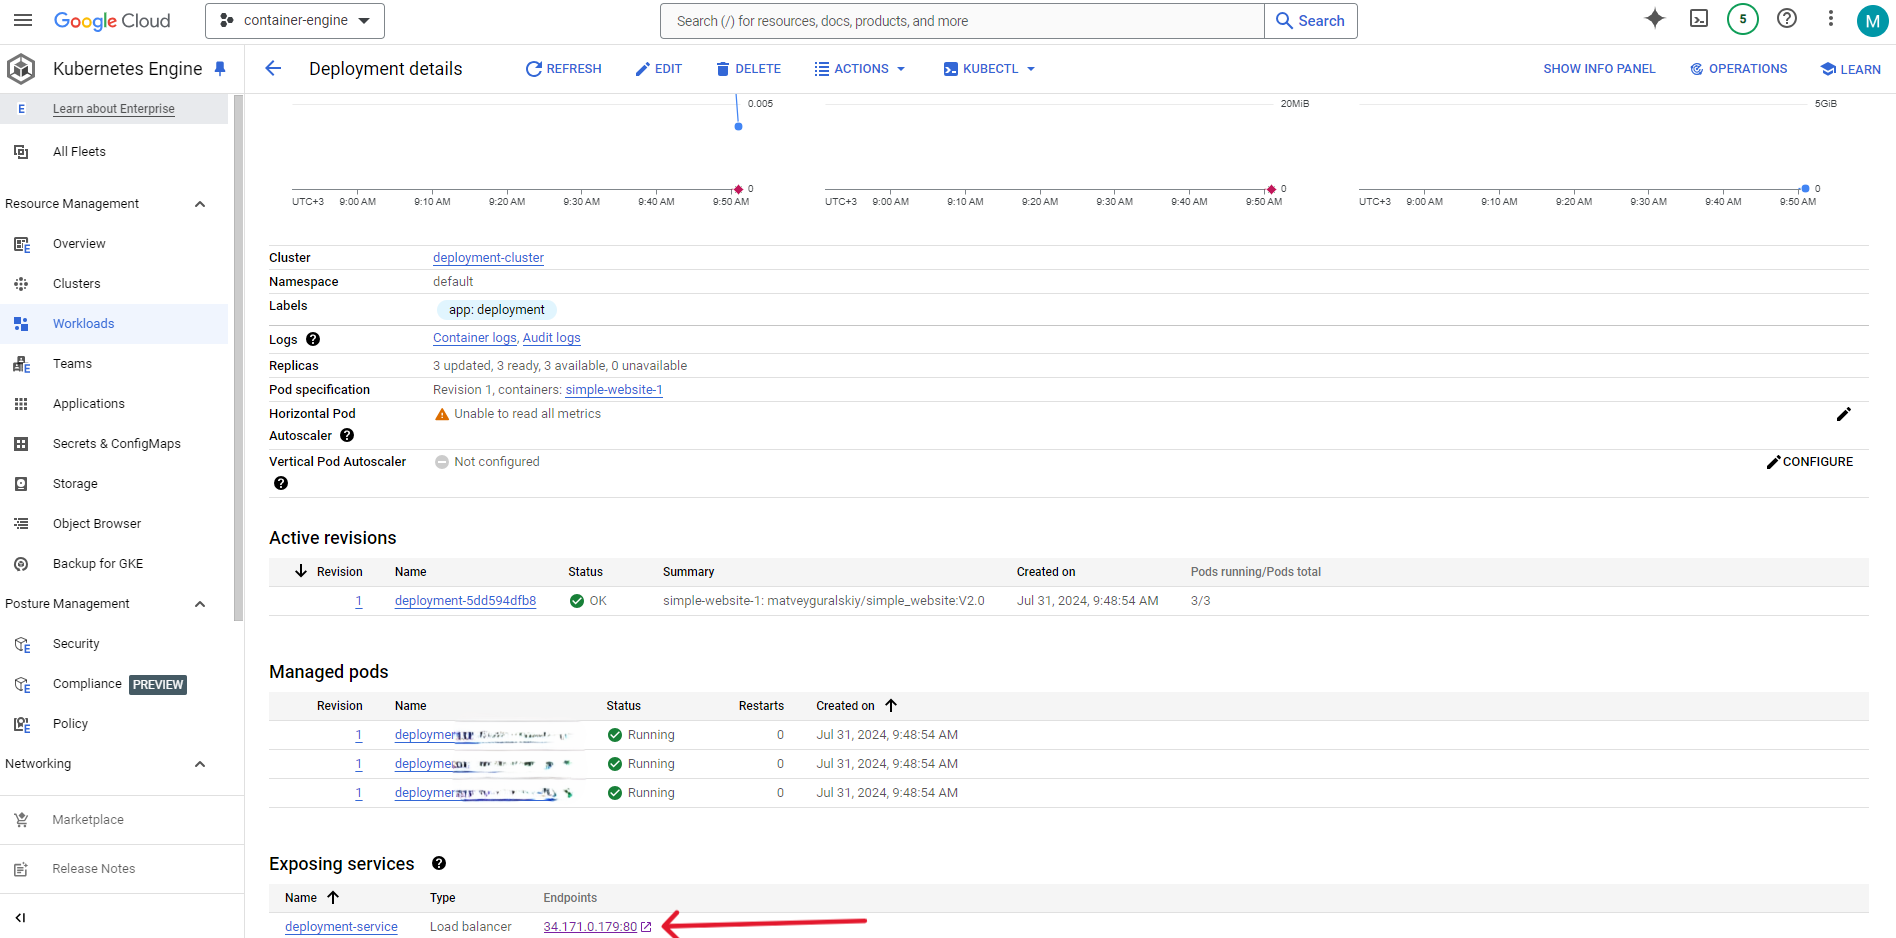 Google Cloud
container-engine
Search (/) for resources, docs, products, and more
Search
5
M
Kubernetes Engine
Deployment details
REFRESH
EDIT
DELETE
ACTIONS
KUBECTL
SHOW INFO PANEL
OPERATIONS
LEARN
E Learn about Enterprise
All Fleets
Resource Management
Overview
Clusters
Workloads
Teams
Applications
Secrets & ConfigMaps
Storage
Object Browser
Backup for GKE
Posture Management
Security
Compliance PREVIEW
Policy
Networking
Marketplace
Release Notes
0.005
0
UTC+3 9:00 AM 9:10 AM 9:20 AM 9:30 AM 9:40 AM 9:50 AM
20MiB
0
UTC+3 9:00 AM 9:10 AM 9:20 AM 9:30 AM 9:40 AM 9:50 AM
5GiB
0
UTC+3 9:00 AM 9:10 AM 9:20 AM 9:30 AM 9:40 AM 9:50 AM
Cluster deployment-cluster
Namespace default
Labels app: deployment
Logs Container logs, Audit logs
Replicas 3 updated, 3 ready, 3 available, 0 unavailable
Pod specification Revision 1, containers: simple-website-1
Horizontal Pod Unable to read all metrics
Autoscaler
Vertical Pod Autoscaler Not configured CONFIGURE
Active revisions
Revision Name Status Summary Created on Pods running/Pods total
1 deployment-5dd594dfb8 OK simple-website-1: matveyguralskiy/simple_website:V2.0 Jul 31, 2024, 9:48:54 AM 3/3
Managed pods
Revision Name Status Restarts Created on
1 Running 0 Jul 31, 2024, 9:48:54 AM
1 Running 0 Jul 31, 2024, 9:48:54 AM
1 Running 0 Jul 31, 2024, 9:48:54 AM
Exposing services
Name Type Endpoints
deployment-service Load balancer 34.171.0.179:80